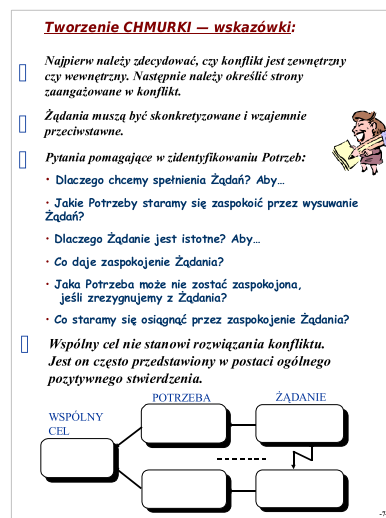 Tworzenie CHMURKI — wskazówki:
Najpierw należy zdecydować, czy konflikt jest zewnętrzny
czy wewnętrzny. Następnie należy określić strony
zaangażowane w konflikt.
Żądania muszą być skonkretyzowane i wzajemnie
przeciwstawne.
Pytania pomagające w zidentyfikowaniu Potrzeb:
• Dlaczego chcemy spełnienia Żądań? Aby…
• Jakie Potrzeby staramy się zaspokoić przez wysuwanie
Żądań?
• Dlaczego Żądanie jest istotne? Aby…
• Co daje zaspokojenie Żądania?
• Jaka Potrzeba może nie zostać zaspokojona,
jeśli zrezygnujemy z Żądania?
• Co staramy się osiągnąć przez zaspokojenie Żądania?
Wspólny cel nie stanowi rozwiązania konfliktu.
Jest on często przedstawiony w postaci ogólnego
pozytywnego stwierdzenia.
POTRZEBA
ŻĄDANIE
WSPÓLNY
CEL
-7